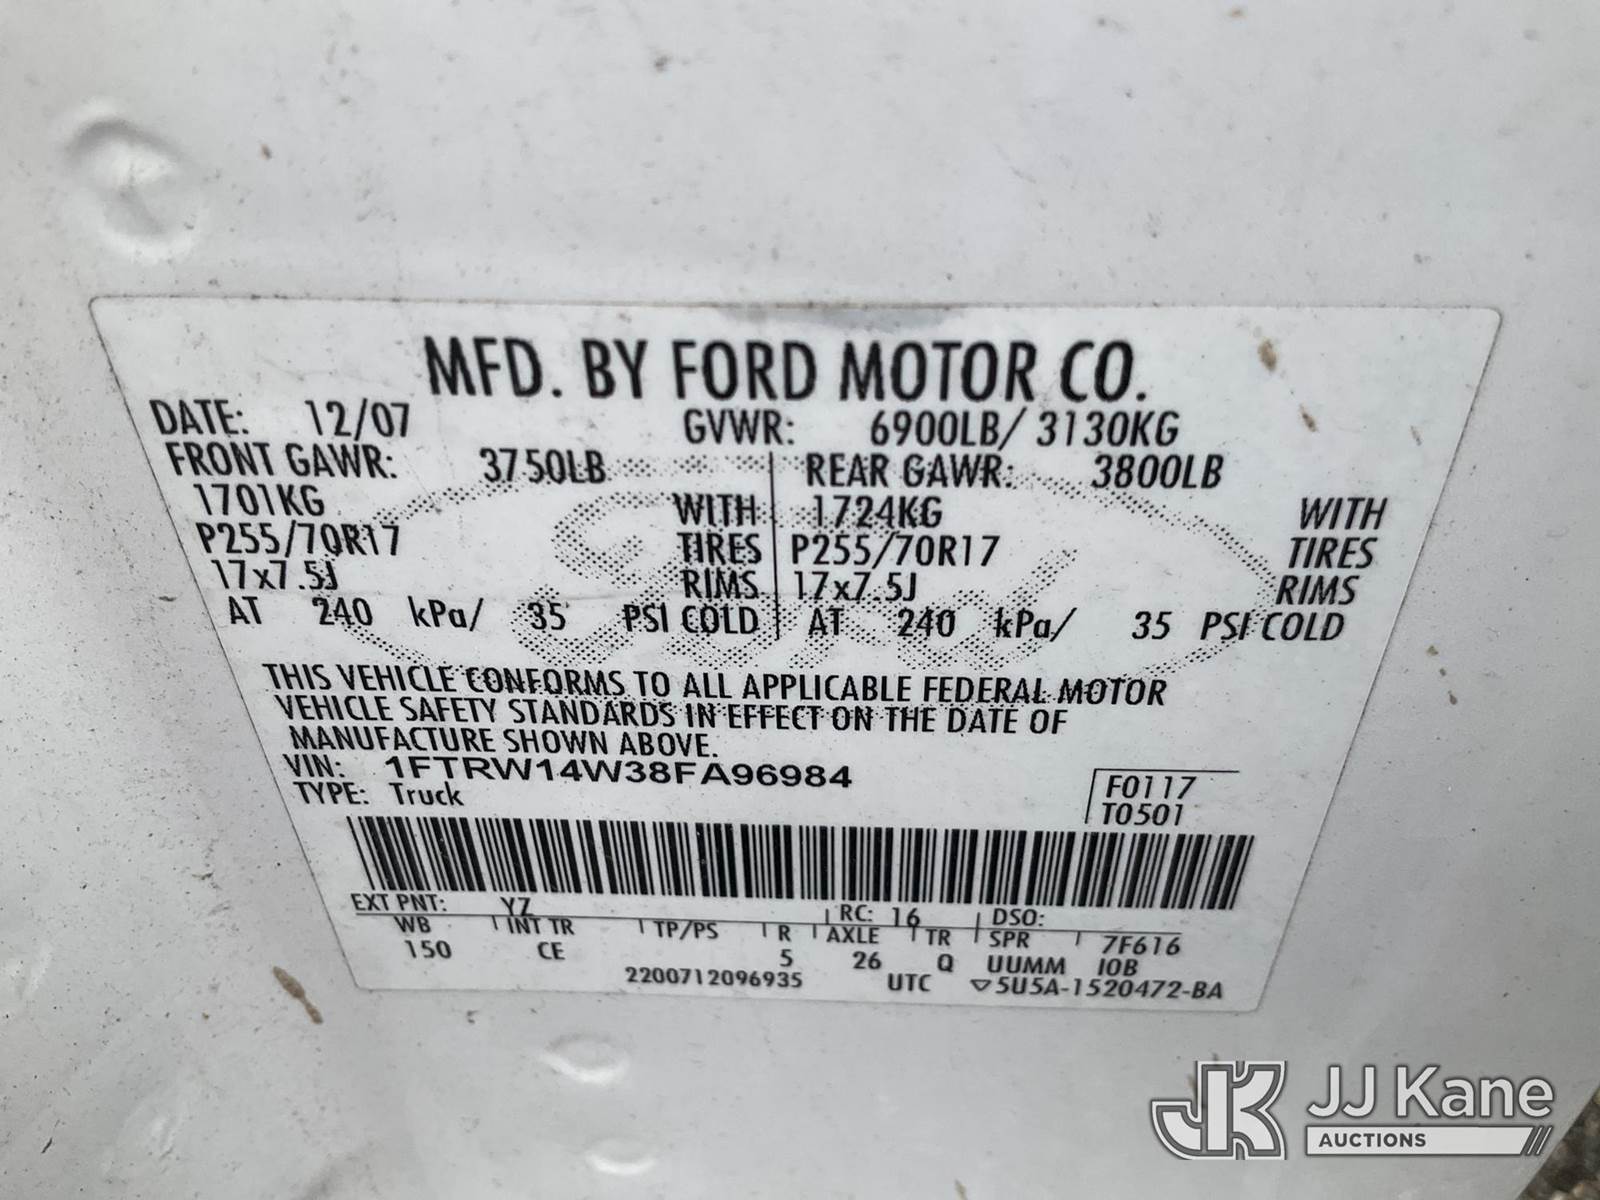 MFD. BY FORD MOTOR CO.
DATE: 12/07 GVWR: 6900LB/ 3130KG
FRONT GAWR: 3750LB REAR GAWR: 3800LB
1701KG WITH 1724KG WITH
P255/70R17 TIRES P255/70R17 TIRES
17x7.5J RIMS 17x7.5J RIMS
AT 240 kPa/ 35 PSI COLD AT 240 kPa/ 35 PSI COLD
THIS VEHICLE CONFORMS TO ALL APPLICABLE FEDERAL MOTOR
VEHICLE SAFETY STANDARDS IN EFFECT ON THE DATE OF
MANUFACTURE SHOWN ABOVE.
VIN: 1FTRW14W38FA96984
TYPE: Truck
F0117
T0501
EXT PNT: YZ RC: 16 DSO:
WB INT TR TP/PS R AXLE TR SPR 7F616
150 CE 5 26 Q UUMM IOB
2200712096935 UTC ▽5U5A-1520472-BA
JK JJ Kane
AUCTIONS